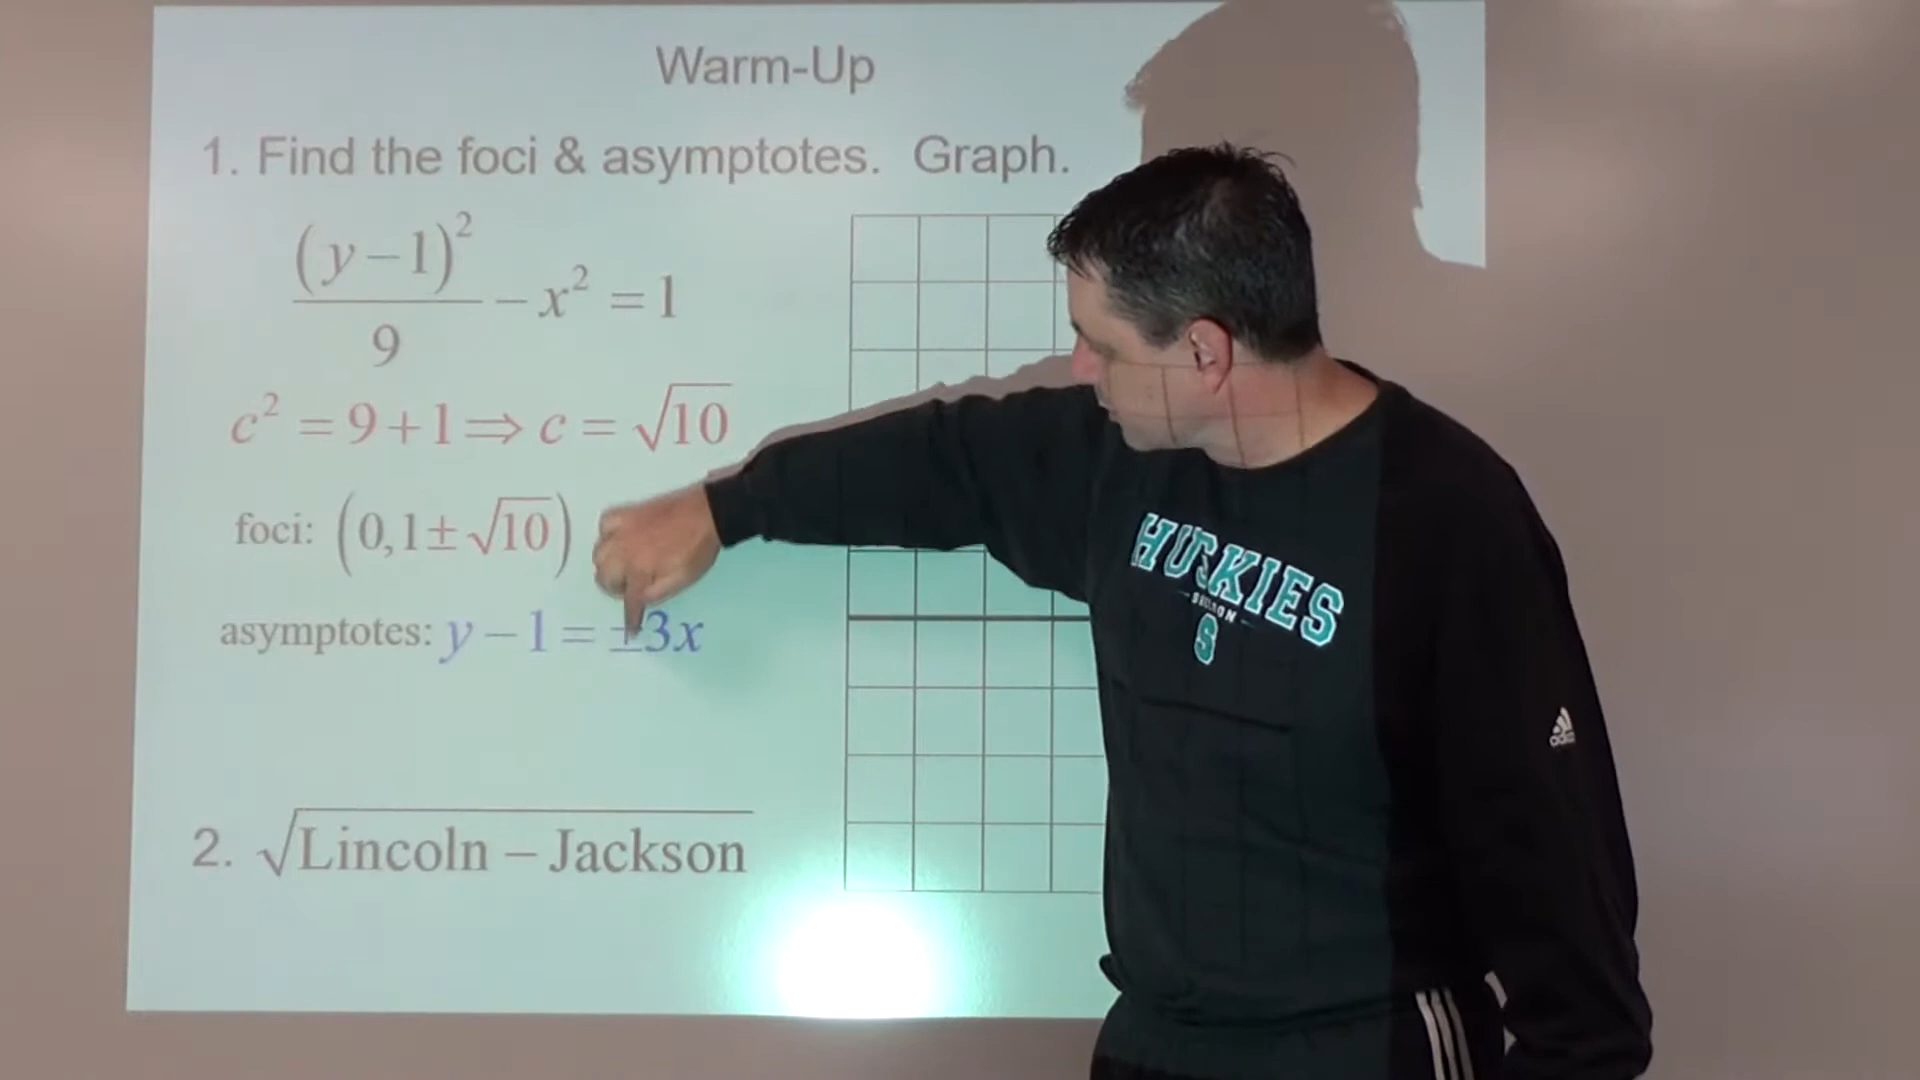 Warm-Up
1. Find the foci & asymptotes. Graph.
(y−1)²/9 − x² = 1
c² = 9+1 ⇒ c = √10
foci: (0,1±√10)
asymptotes: y−1 = ±3x
2. √(Lincoln – Jackson)
HUSKIES
S
adidas